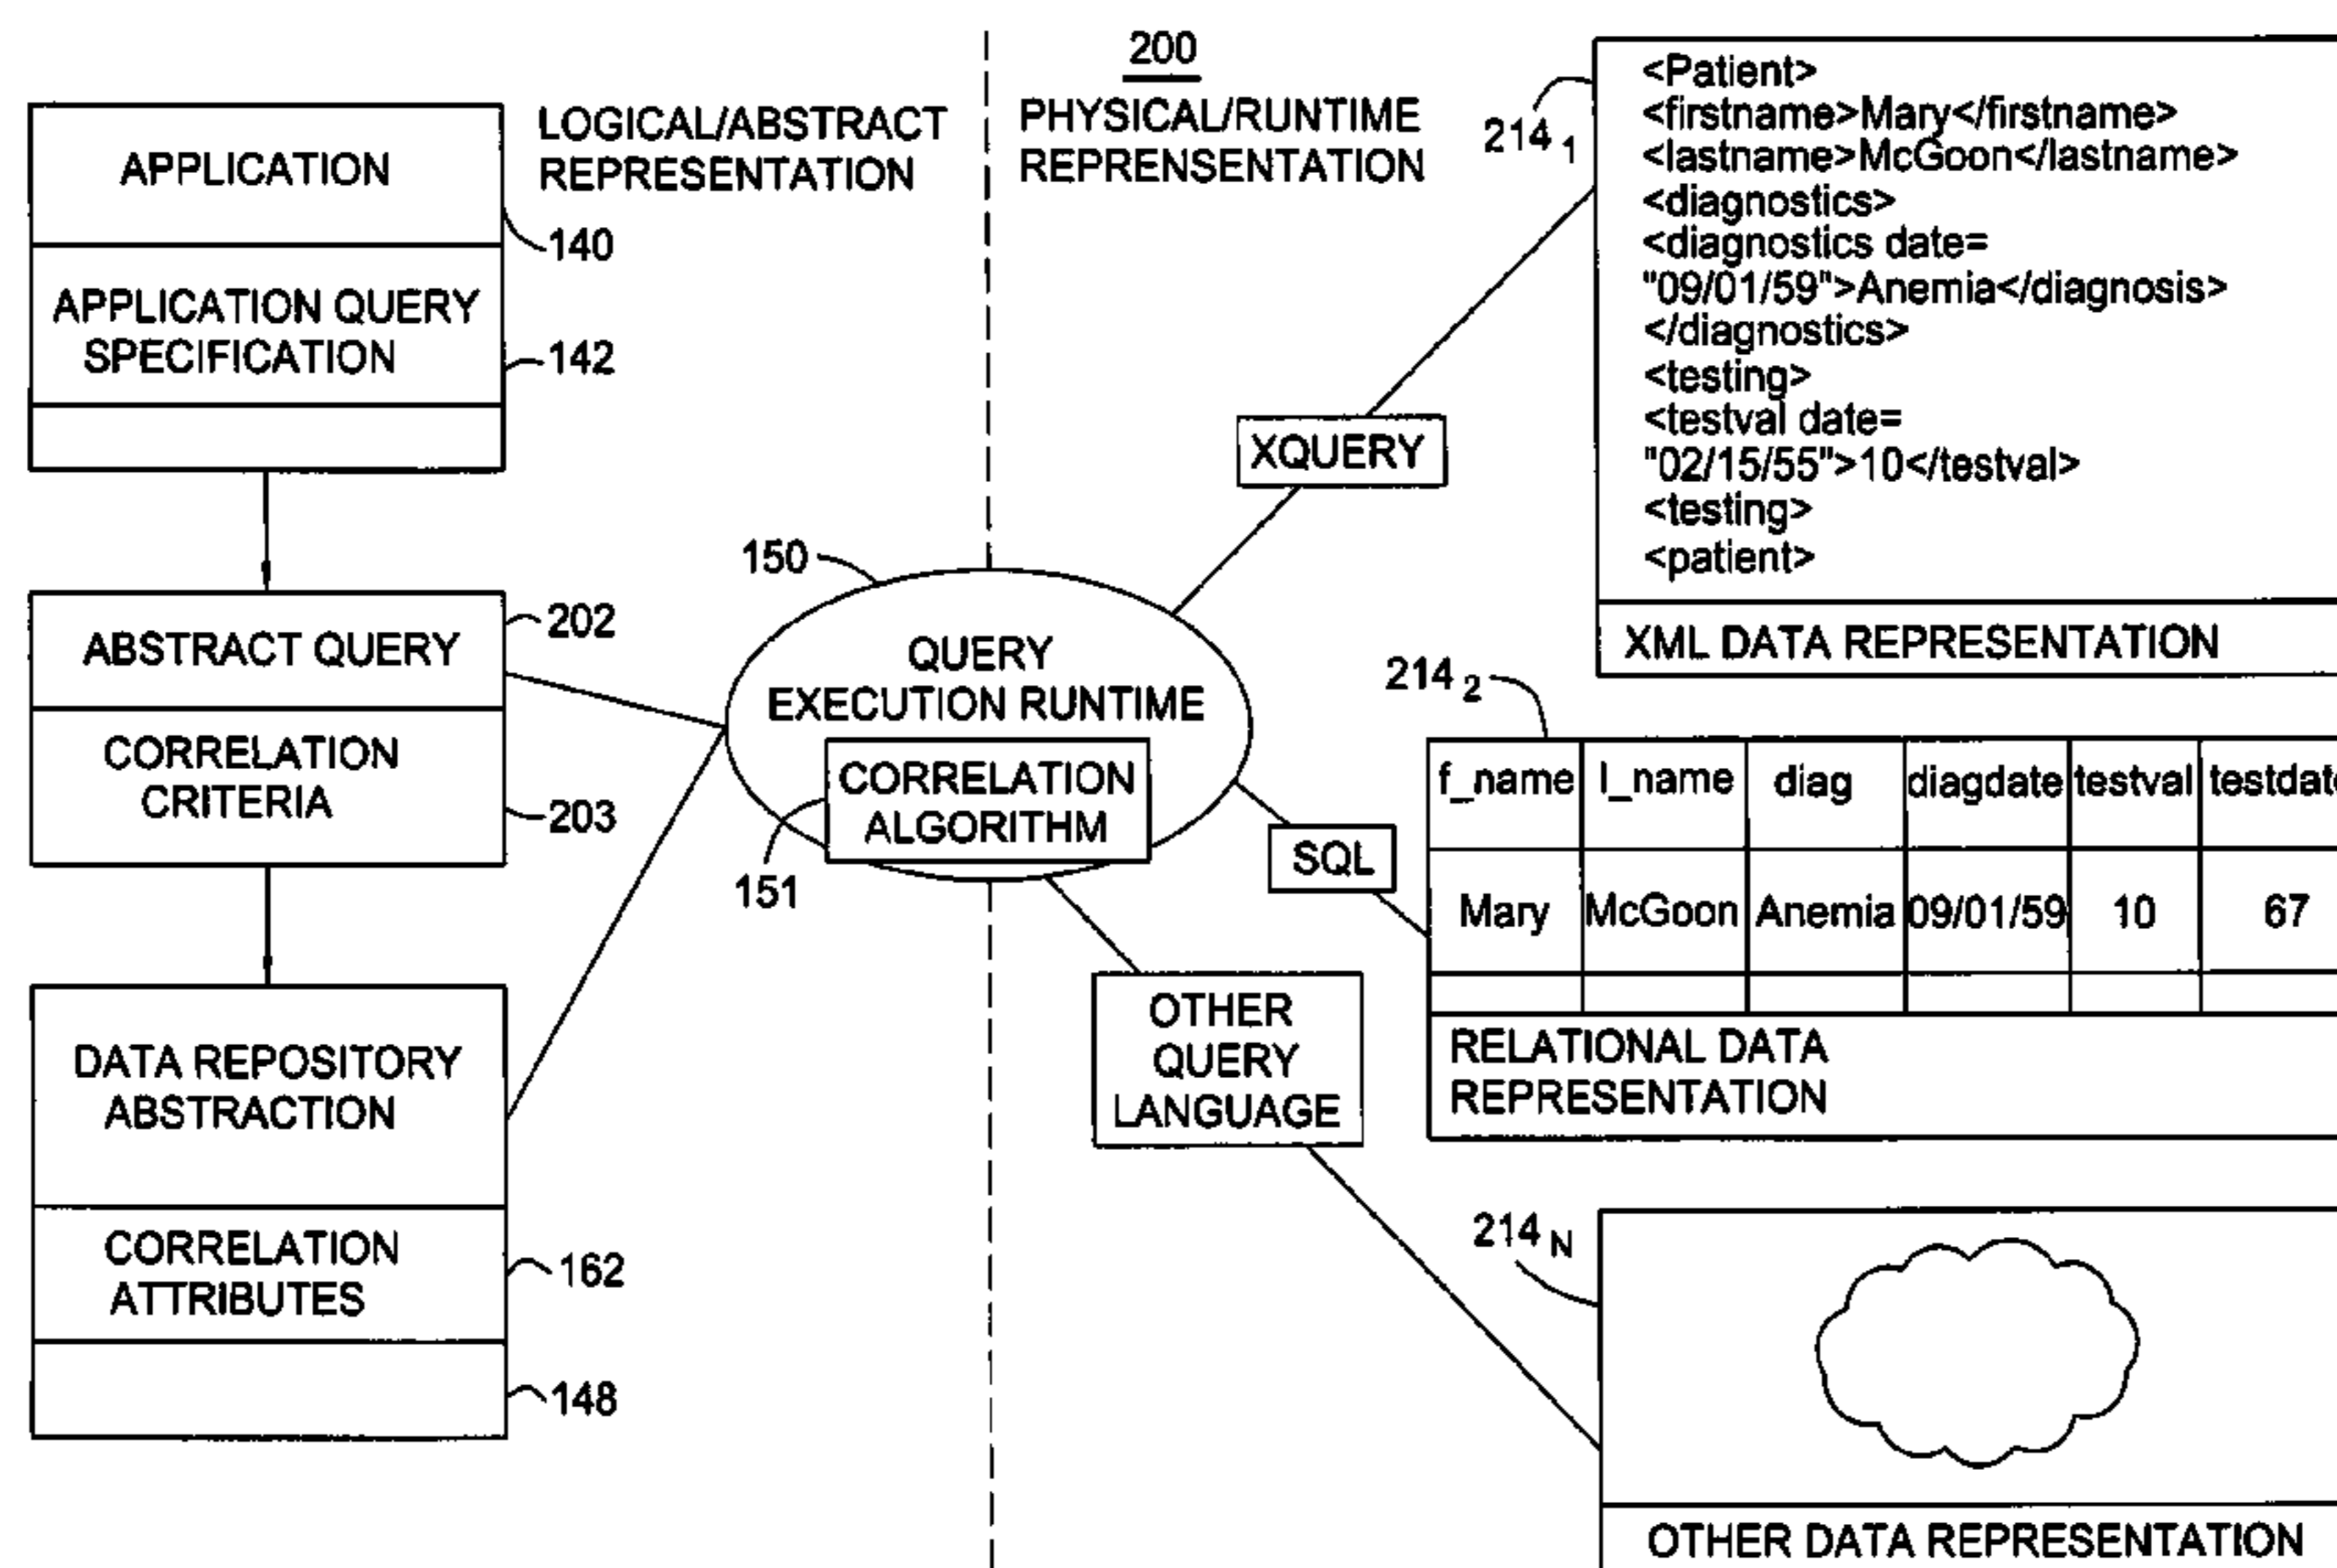 200
LOGICAL/ABSTRACT
REPRESENTATION
PHYSICAL/RUNTIME
REPRENSENTATION
APPLICATION
140
APPLICATION QUERY
SPECIFICATION
142
ABSTRACT QUERY
202
CORRELATION
CRITERIA
203
DATA REPOSITORY
ABSTRACTION
CORRELATION
ATTRIBUTES
162
148
150
QUERY
EXECUTION RUNTIME
CORRELATION
ALGORITHM
151
XQUERY
SQL
OTHER
QUERY
LANGUAGE
214 1
<Patient>
<firstname>Mary</firstname>
<lastname>McGoon</lastname>
<diagnostics>
<diagnostics date=
"09/01/59">Anemia</diagnosis>
</diagnostics>
<testing>
<testval date=
"02/15/55">10</testval>
<testing>
<patient>
XML DATA REPRESENTATION
214 2
f_name l_name diag diagdate testval testdate
Mary McGoon Anemia 09/01/59 10 67
RELATIONAL DATA
REPRESENTATION
214 N
OTHER DATA REPRESENTATION